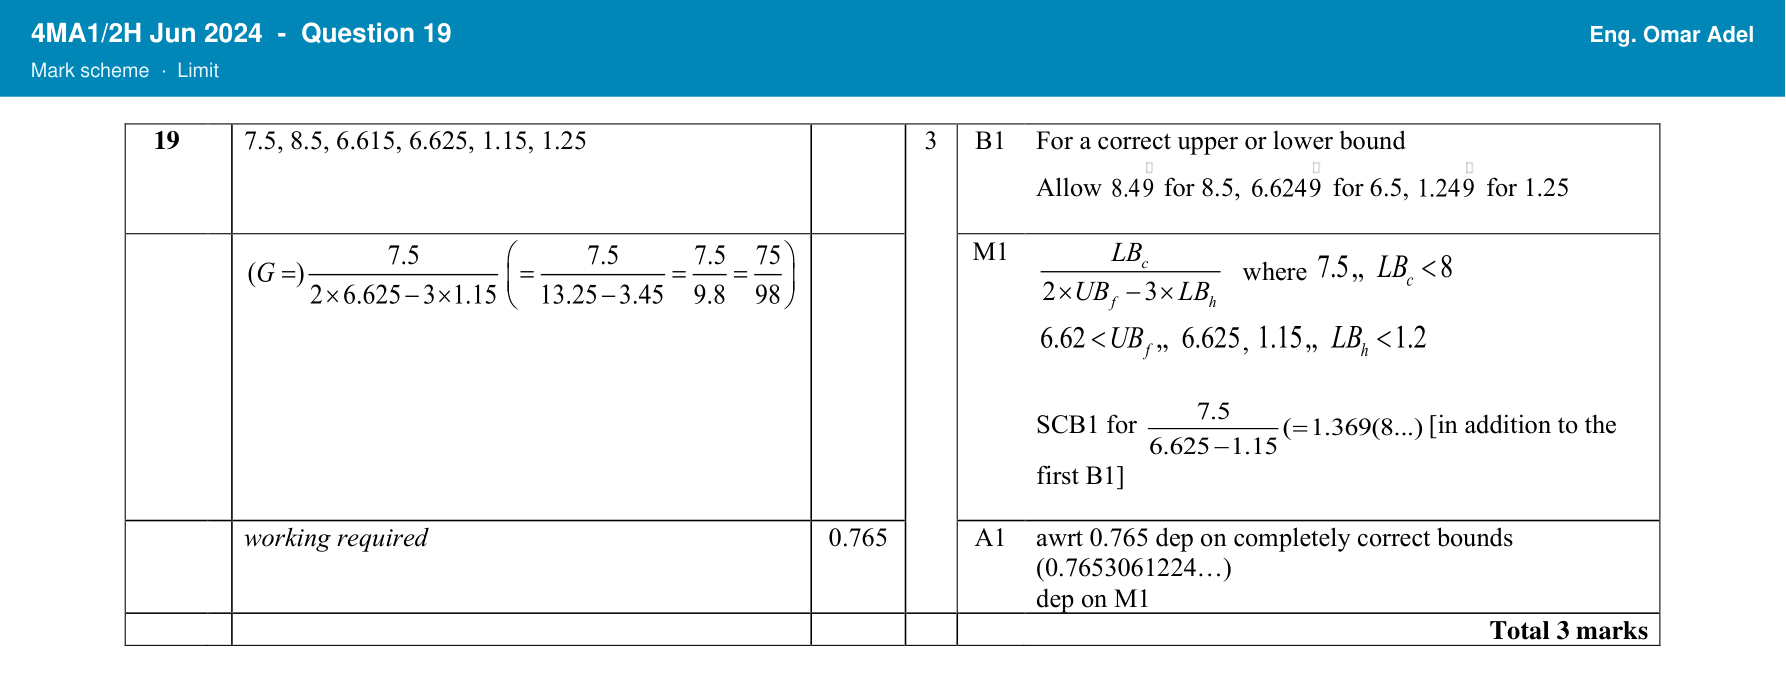 4MA1/2H Jun 2024 - Question 19
Eng. Omar Adel
Mark scheme · Limit
19 7.5, 8.5, 6.615, 6.625, 1.15, 1.25 3 B1 For a correct upper or lower bound
Allow 8.49 for 8.5, 6.6249 for 6.5, 1.249 for 1.25
(G =) 7.5 / (2×6.625−3×1.15) (= 7.5 / (13.25−3.45) = 7.5 / 9.8 = 75 / 98)
M1 LB_c / (2×UB_f −3×LB_h) where 7.5,, LB_c <8
6.62 <UB_f ,, 6.625, 1.15,, LB_h <1.2
SCB1 for 7.5 / (6.625−1.15) (=1.369(8...) [in addition to the
first B1]
working required 0.765 A1 awrt 0.765 dep on completely correct bounds
(0.7653061224…)
dep on M1
Total 3 marks